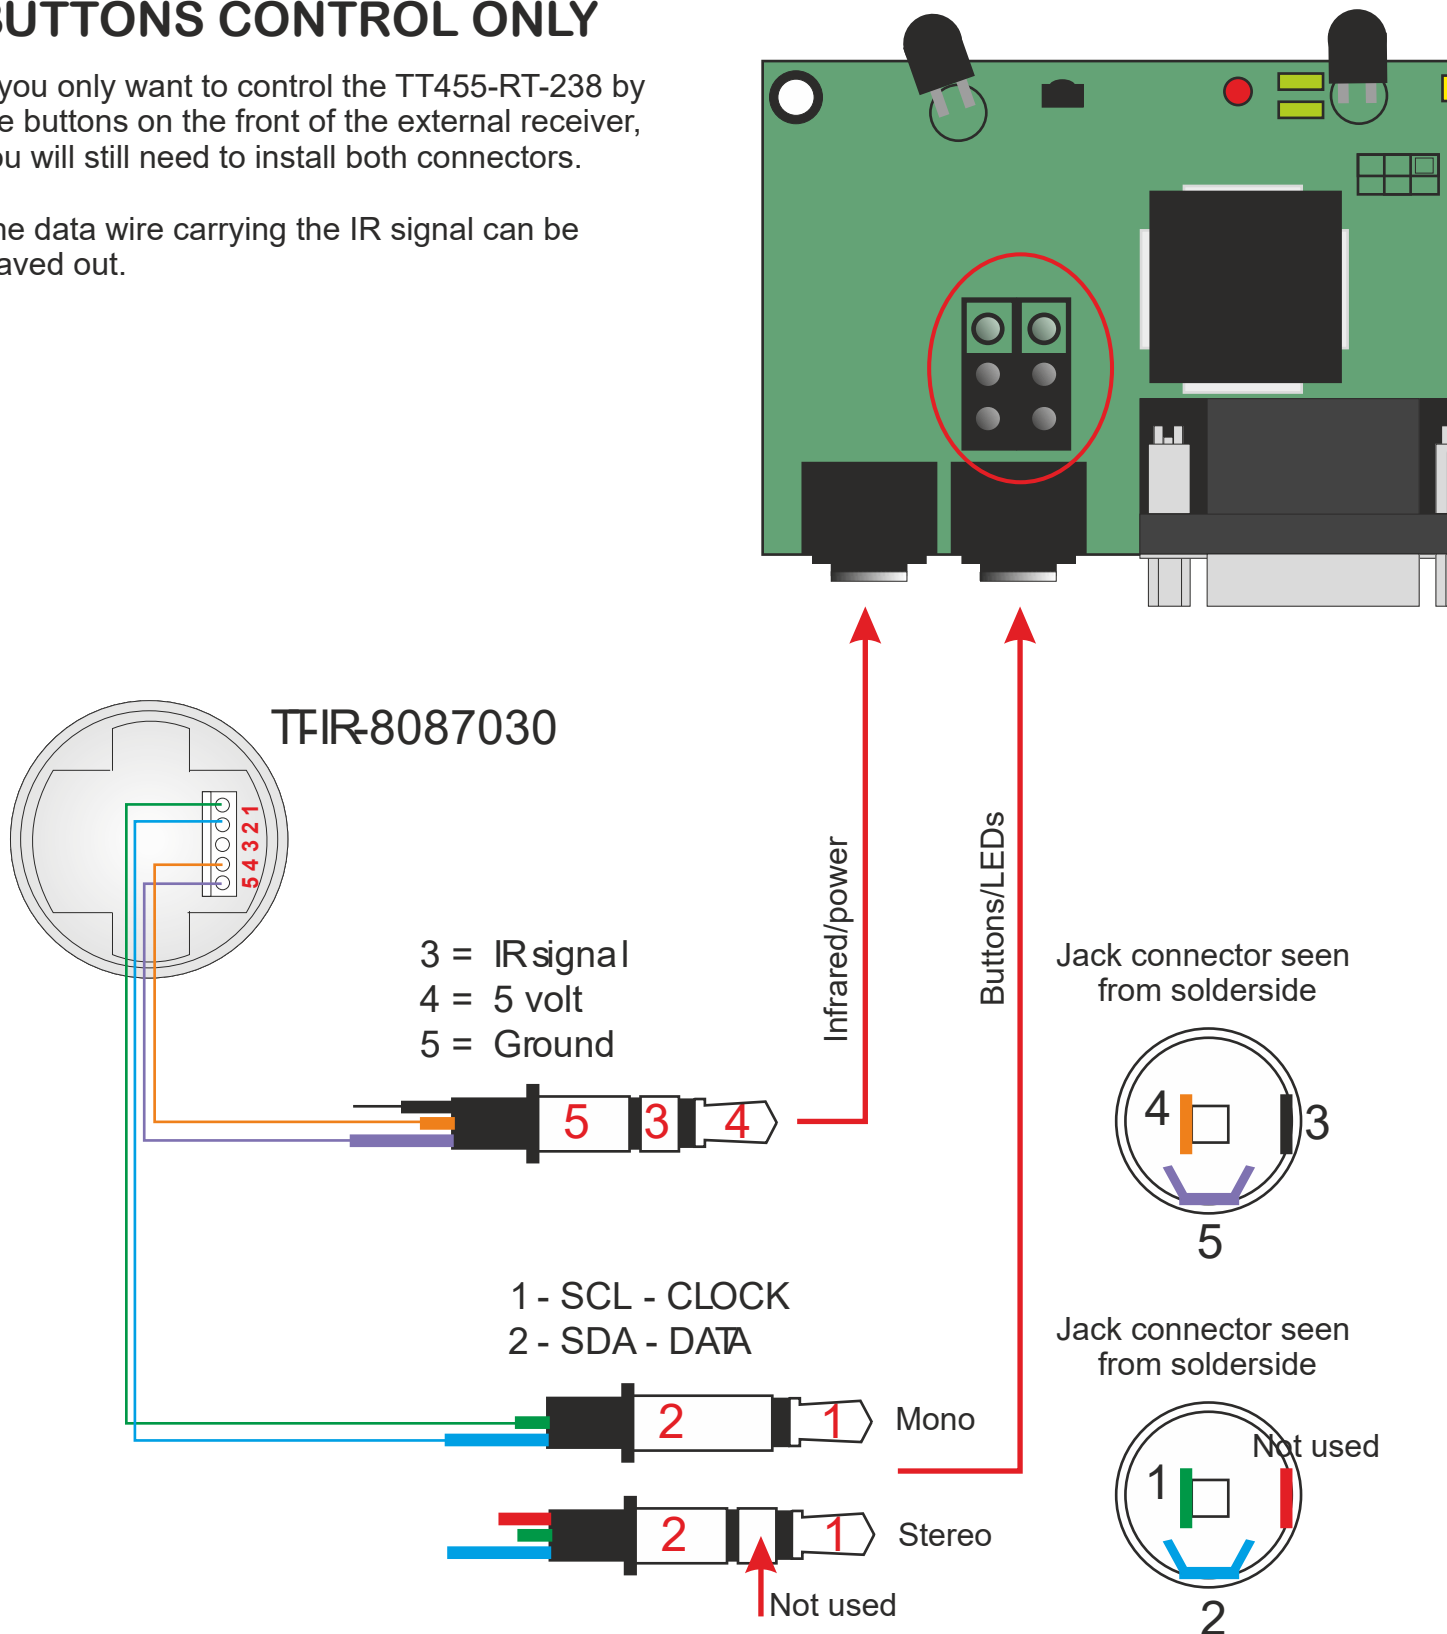 BUTTONS CONTROL ONLY
you only want to control the TT455-RT-238 by
e buttons on the front of the external receiver,
ou will still need to install both connectors.
he data wire carrying the IR signal can be
eaved out.
TT-IR-8087030
1
2
3
4
5
Infrared/power
Buttons/LEDs
3 = IR signal
4 = 5 volt
5 = Ground
5 3 4
Jack connector seen
from solderside
4
3
5
1 - SCL - CLOCK
2 - SDA - DATA
2 1 Mono
2 1 Stereo
Not used
Jack connector seen
from solderside
Not used
1
2